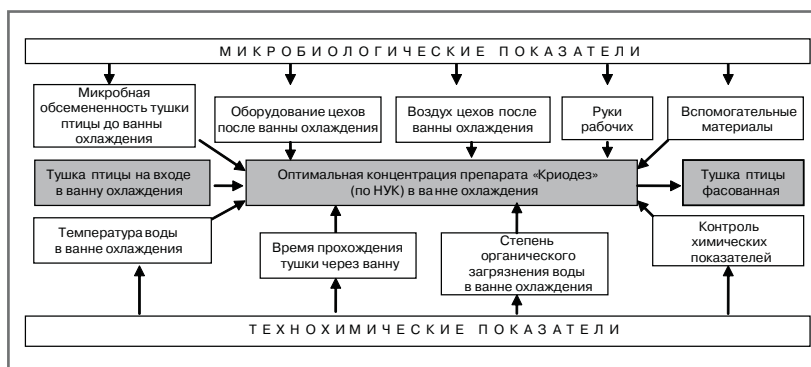 МИКРОБИОЛОГИЧЕСКИЕ ПОКАЗАТЕЛИ
Микробная
обсемененность тушки
птицы до ванны
охлаждения
Оборудование цехов
после ванны охлаждения
Воздух цехов после
ванны охлаждения
Руки
рабочих
Вспомогательные
материалы
Тушка птицы на входе
в ванну охлаждения
Оптимальная концентрация препарата «Криодез»
(по НУК) в ванне охлаждения
Тушка птицы
фасованная
Температура воды
в ванне охлаждения
Время прохождения
тушки через ванну
Степень
органического
загрязнения воды
в ванне охлаждения
Контроль
химических
показателей
ТЕХНОХИМИЧЕСКИЕ ПОКАЗАТЕЛИ